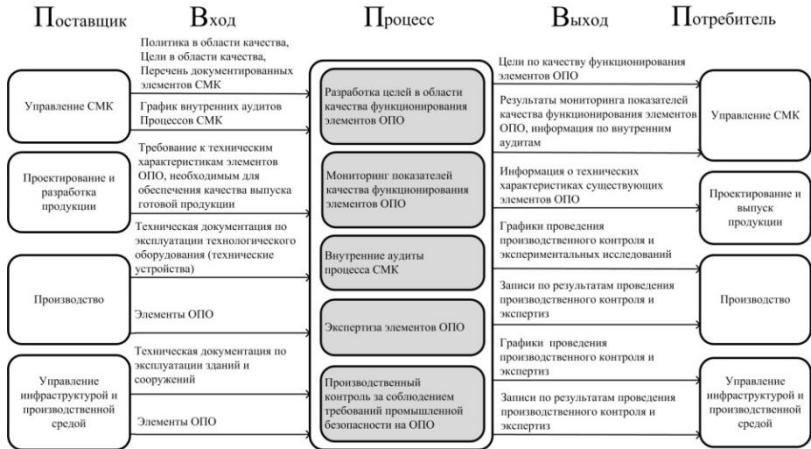 Поставщик
Вход
Процесс
Выход
Потребитель
Управление СМК
Проектирование и
разработка
продукции
Производство
Управление
инфраструктурой и
производственной
средой
Политика в области качества,
Цели в области качества,
Перечень документированных
элементов СМК
График внутренних аудитов
Процессов СМК
Требование к техническим
характеристикам элементов
ОПО, необходимым для
обеспечения качества выпуска
готовой продукции
Техническая документация по
эксплуатации технологического
оборудования (технические
устройства)
Элементы ОПО
Техническая документация по
эксплуатации зданий и
сооружений
Элементы ОПО
Разработка целей в области
качества функционирования
элементов ОПО
Мониторинг показателей
качества функционирования
элементов ОПО
Внутренние аудиты
процесса СМК
Экспертиза элементов ОПО
Производственный
контроль за соблюдением
требований промышленной
безопасности на ОПО
Цели по качеству функционирования
элементов ОПО
Результаты мониторинга показателей
качества функционирования элементов
ОПО, информация по внутренним
аудитам
Информация о технических
характеристиках существующих
элементов ОПО
Графики проведения
производственного контроля и
экспериментальных исследований
Записи по результатам проведения
производственного контроля и
экспертиз
Графики проведения
производственного контроля и
экспертиз
Записи по результатам проведения
производственного контроля и
экспертиз
Управление СМК
Проектирование и
выпуск
продукции
Производство
Управление
инфраструктурой и
производственной
средой